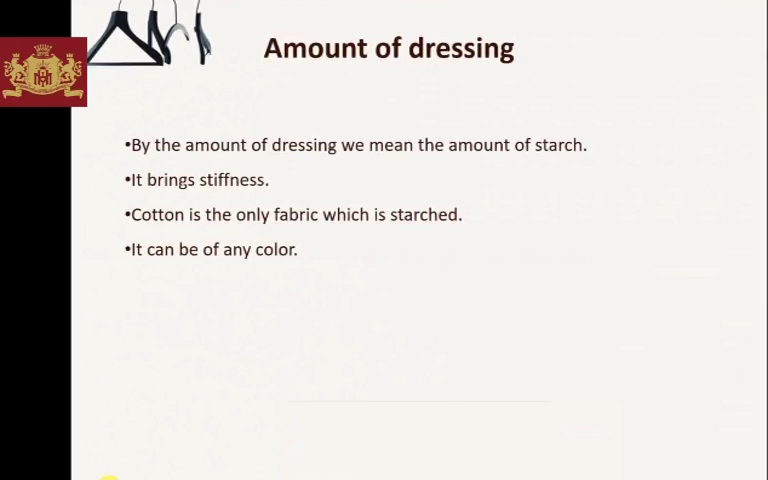 Amount of dressing
•By the amount of dressing we mean the amount of starch.
•It brings stiffness.
•Cotton is the only fabric which is starched.
•It can be of any color.